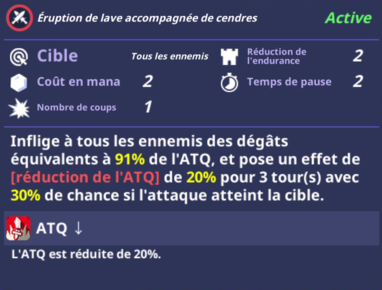 Éruption de lave accompagnée de cendres Active
Cible Tous les ennemis
Réduction de l'endurance 2
Coût en mana 2
Temps de pause 2
Nombre de coups 1
Inflige à tous les ennemis des dégâts
équivalents à 91% de l'ATQ, et pose un effet de
[réduction de l'ATQ] de 20% pour 3 tour(s) avec
30% de chance si l'attaque atteint la cible.
ATQ ↓
L'ATQ est réduite de 20%.